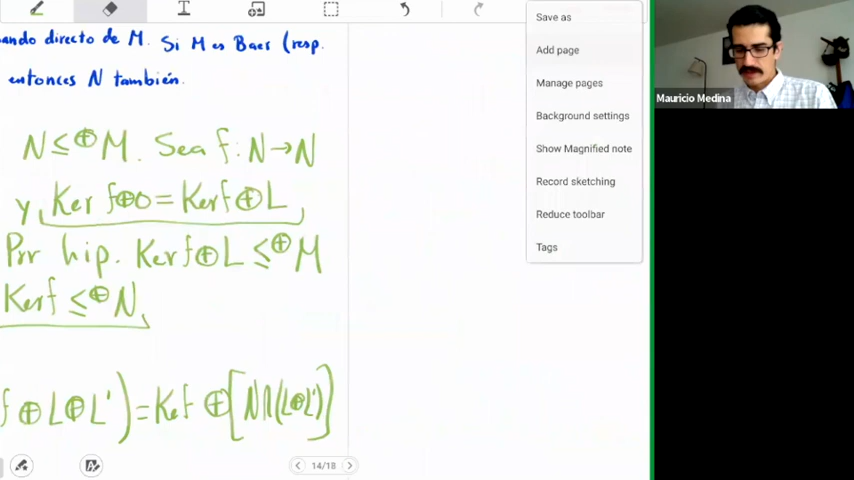 Save as
Add page
Manage pages
Background settings
Show Magnified note
Record sketching
Reduce toolbar
Tags
Mauricio Medina
ando directo de M. Si M es Baer (resp.
entonces N también.
N ≤⊕ M. Sea f: N → N
y Ker f⊕0 = Ker f ⊕ L
Por hip. Ker f ⊕ L ≤⊕ M
Ker f ≤⊕ N,
f ⊕ L ⊕ L') = Kef ⊕ [N∩(L⊕L')]
14/18